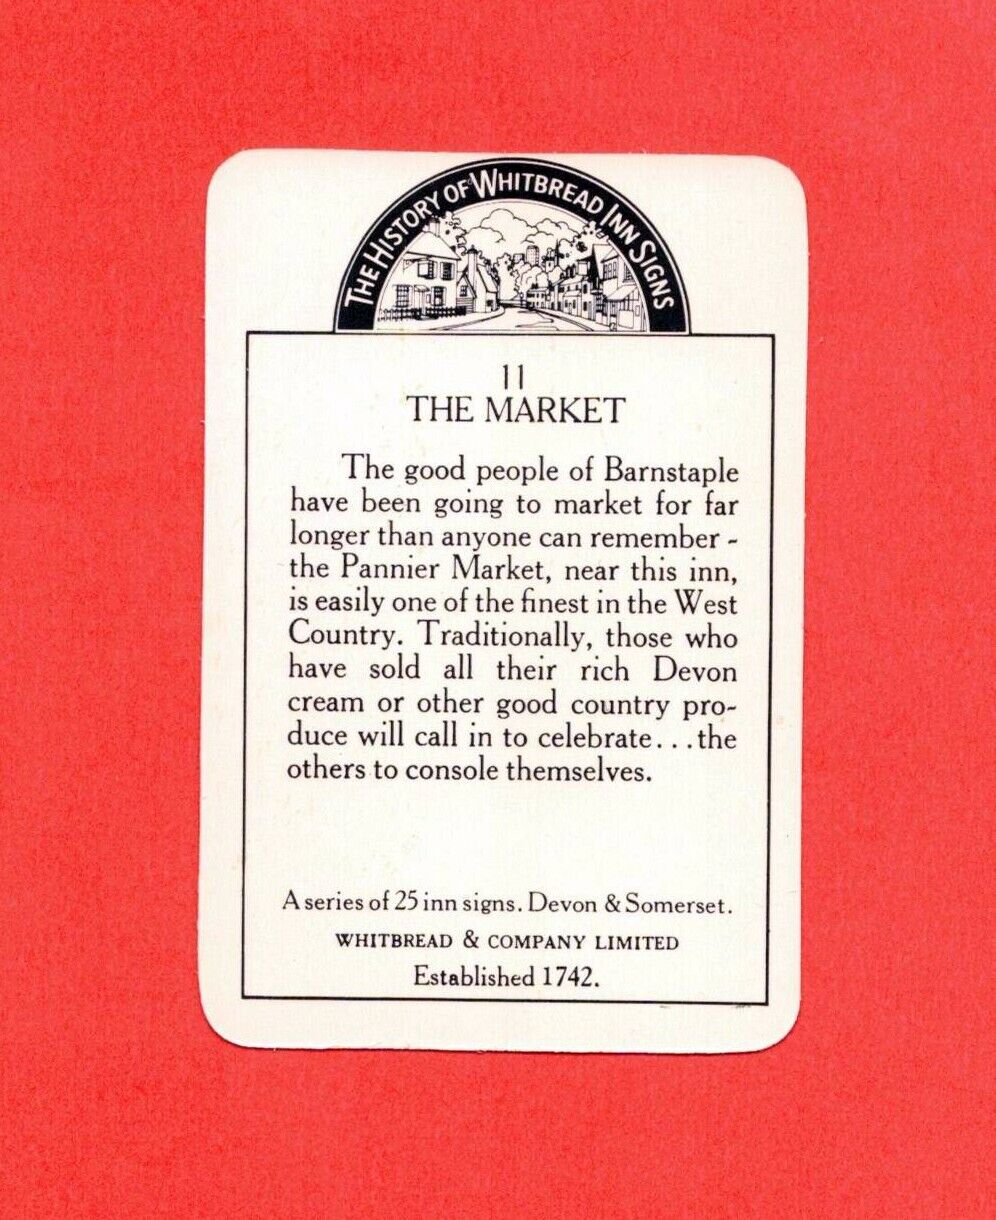 THE HISTORY OF WHITBREAD INN SIGNS
11
THE MARKET
The good people of Barnstaple
have been going to market for far
longer than anyone can remember -
the Pannier Market, near this inn,
is easily one of the finest in the West
Country. Traditionally, those who
have sold all their rich Devon
cream or other good country pro-
duce will call in to celebrate...the
others to console themselves.
A series of 25 inn signs. Devon & Somerset.
WHITBREAD & COMPANY LIMITED
Established 1742.